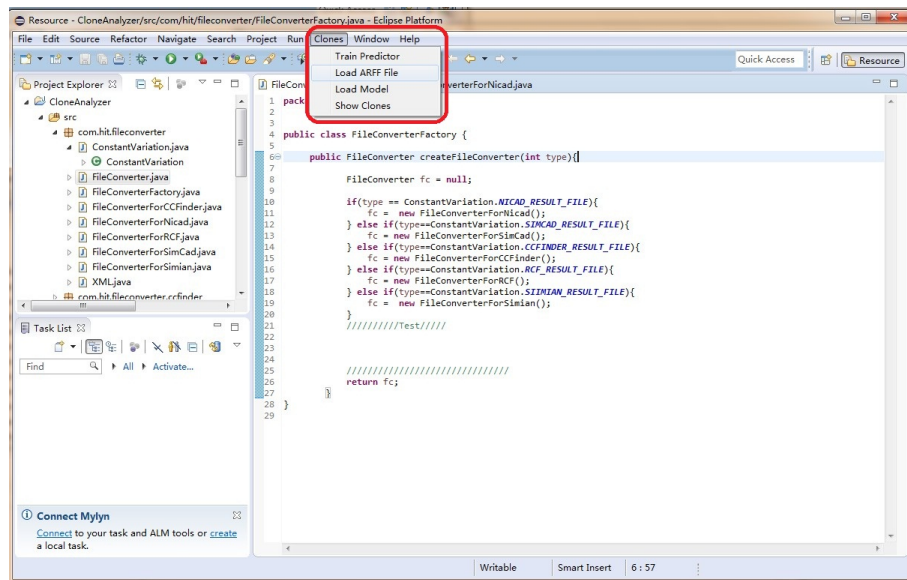 Resource - CloneAnalyzer/src/com/hit/fileconverter/FileConverterFactory.java - Eclipse Platform
File Edit Source Refactor Navigate Search Project Run Clones Window Help
Train Predictor
Load ARFF File
Load Model
Show Clones
Quick Access
Resource
Project Explorer
CloneAnalyzer
src
com.hit.fileconverter
ConstantVariation.java
ConstantVariation
FileConverter.java
FileConverterFactory.java
FileConverterForCCFinder.java
FileConverterForNicad.java
FileConverterForRCF.java
FileConverterForSimCad.java
FileConverterForSimian.java
XML.java
com.hit.fileconverter.ccfinder
Task List
Find All Activate...
Connect Mylyn
Connect to your task and ALM tools or create
a local task.
FileCon verterForNicad.java
1 pack
2
3
4 public class FileConverterFactory {
5
6 public FileConverter createFileConverter(int type){
7
8 FileConverter fc = null;
9
10 if(type == ConstantVariation.NICAD_RESULT_FILE){
11 fc = new FileConverterForNicad();
12 } else if(type==ConstantVariation.SIMCAD_RESULT_FILE){
13 fc = new FileConverterForSimCad();
14 } else if(type==ConstantVariation.CCFINDER_RESULT_FILE){
15 fc = new FileConverterForCCFinder();
16 } else if(type==ConstantVariation.RCF_RESULT_FILE){
17 fc = new FileConverterForRCF();
18 } else if(type==ConstantVariation.SIIMIAN_RESULT_FILE){
19 fc = new FileConverterForSimian();
20 }
21 //////////Test/////
22
23
24
25 ///////////////////////////////
26 return fc;
27 }
28 }
29
Writable Smart Insert 6 : 57